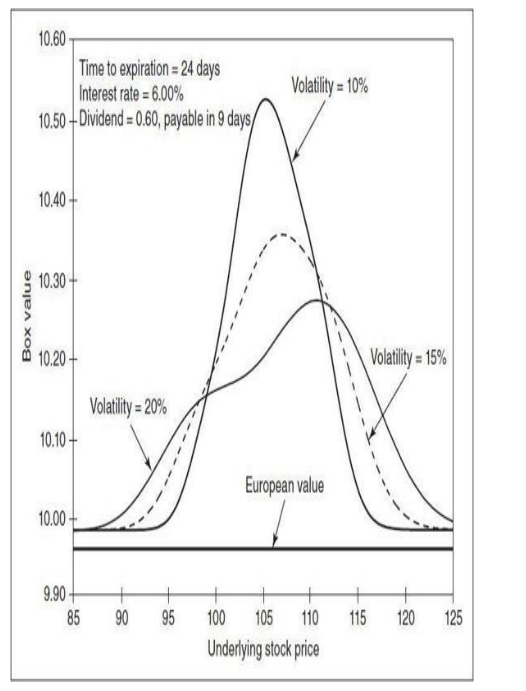 10.60
Time to expiration = 24 days
Interest rate = 6.00%
Dividend = 0.60, payable in 9 days
Volatility = 10%
10.50
10.40
10.30
10.20
10.10
10.00
9.90
Box value
Volatility = 15%
Volatility = 20%
European value
85 90 95 100 105 110 115 120 125
Underlying stock price